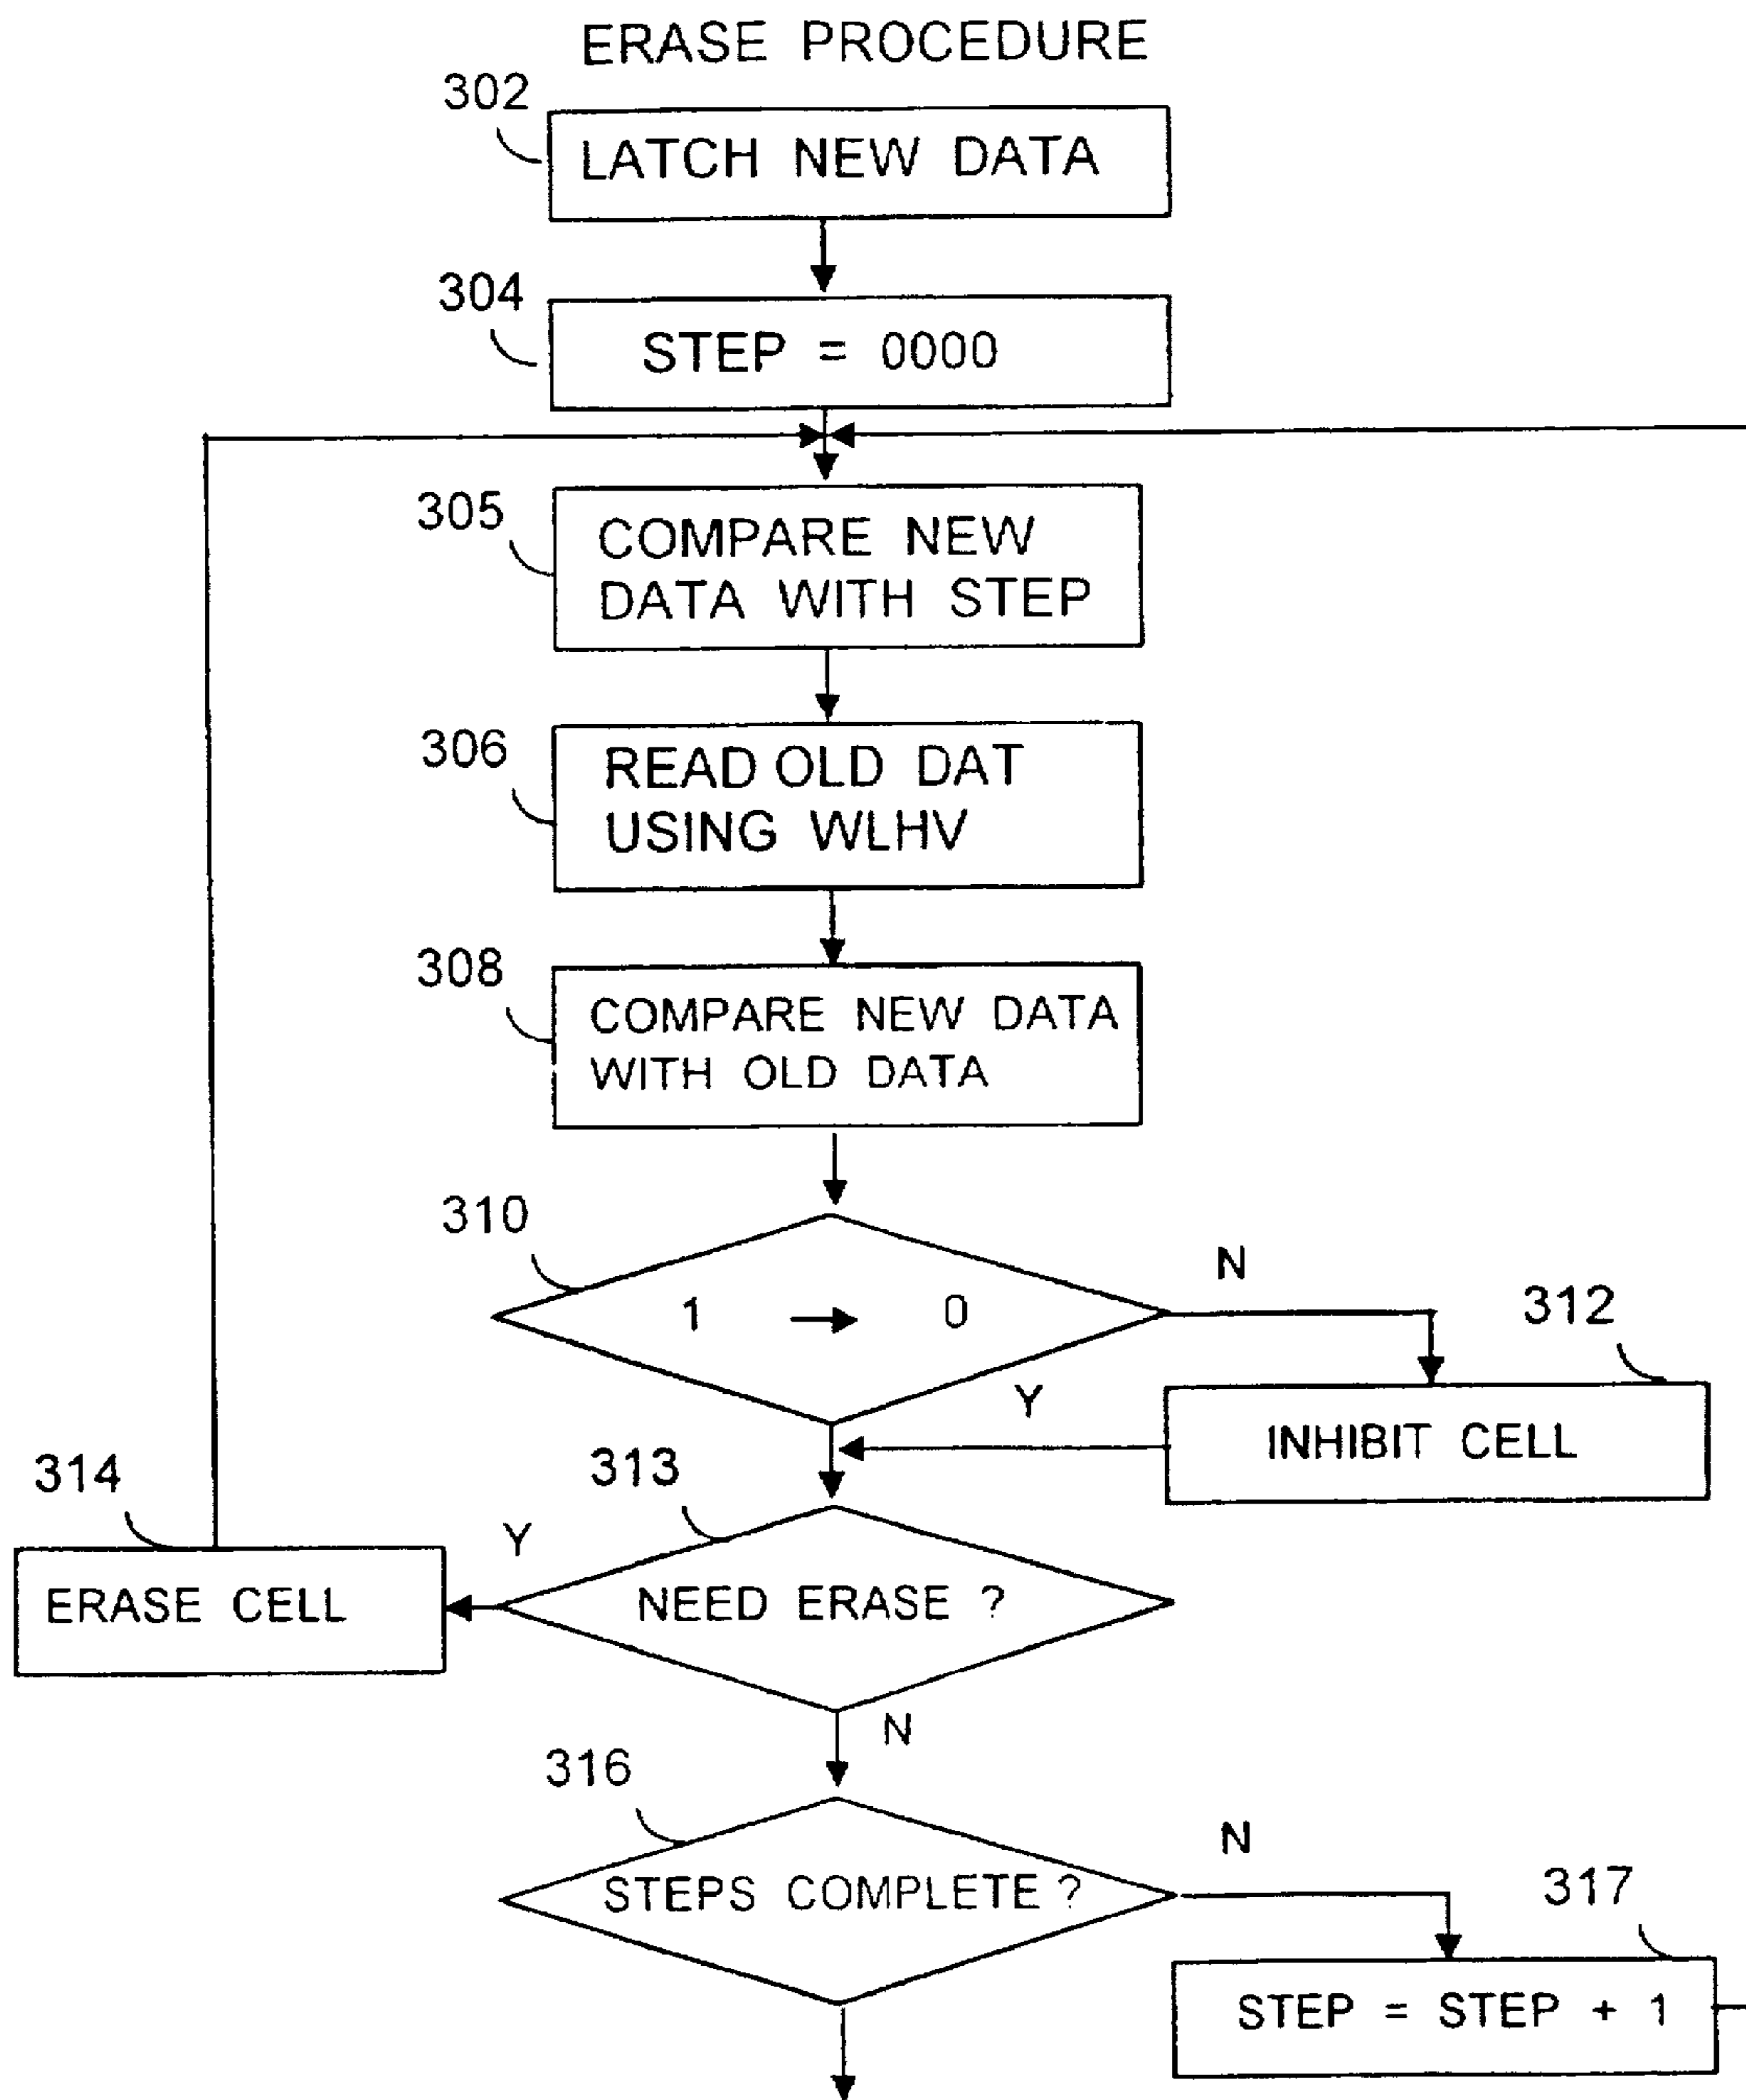 ERASE PROCEDURE
302
LATCH NEW DATA
304
STEP = 0000
305
COMPARE NEW
DATA WITH STEP
306
READ OLD DAT
USING WLHV
308
COMPARE NEW DATA
WITH OLD DATA
310
1 → 0
N
Y
312
INHIBIT CELL
313
NEED ERASE ?
Y
314
ERASE CELL
N
316
STEPS COMPLETE ?
N
317
STEP = STEP + 1